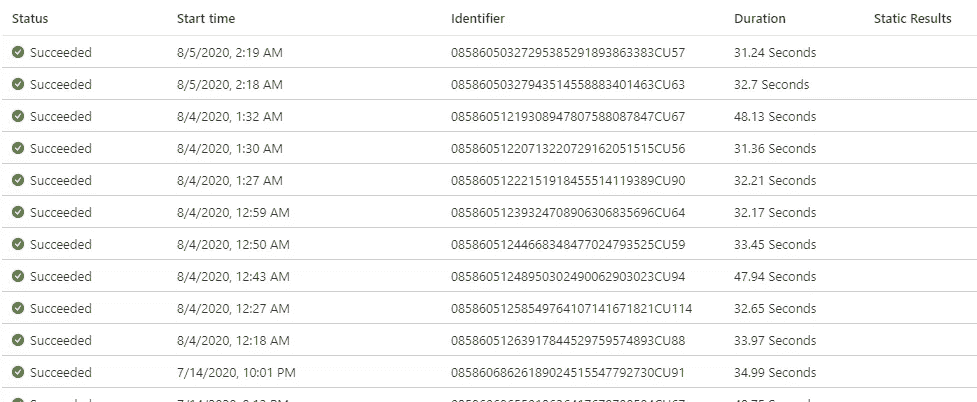 Status Start time Identifier Duration Static Results
Succeeded 8/5/2020, 2:19 AM 08586050327295385291893863383CU57 31.24 Seconds
Succeeded 8/5/2020, 2:18 AM 08586050327943514558883401463CU63 32.7 Seconds
Succeeded 8/4/2020, 1:32 AM 08586051219308947807588087847CU67 48.13 Seconds
Succeeded 8/4/2020, 1:30 AM 08586051220713220729162051515CU56 31.36 Seconds
Succeeded 8/4/2020, 1:27 AM 08586051222151918455514119389CU90 32.21 Seconds
Succeeded 8/4/2020, 12:59 AM 08586051239324708906306835696CU64 32.17 Seconds
Succeeded 8/4/2020, 12:50 AM 08586051244668348477024793525CU59 33.45 Seconds
Succeeded 8/4/2020, 12:43 AM 08586051248950302490062903023CU94 47.94 Seconds
Succeeded 8/4/2020, 12:27 AM 08586051258549764107141671821CU114 32.65 Seconds
Succeeded 8/4/2020, 12:18 AM 08586051263917844529759574893CU88 33.97 Seconds
Succeeded 7/14/2020, 10:01 PM 08586068626189024515547792730CU91 34.99 Seconds